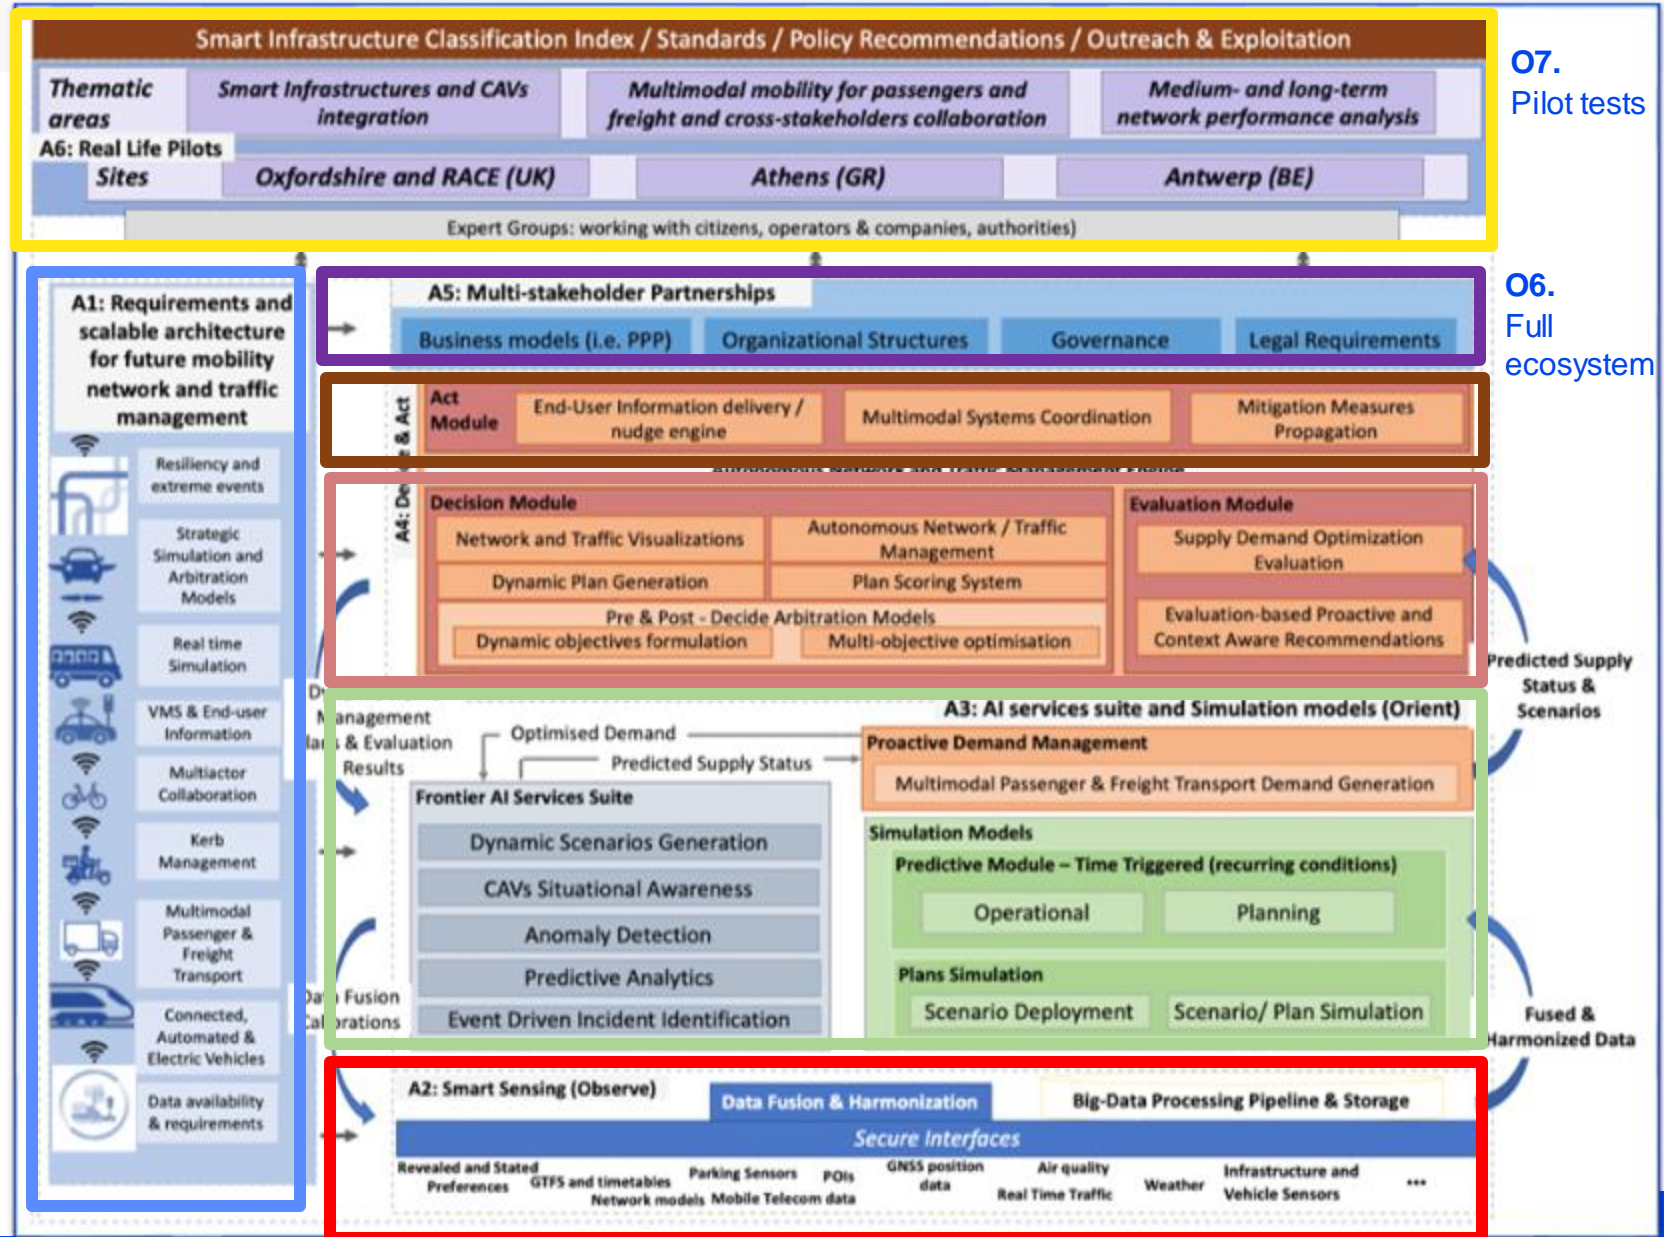 Smart Infrastructure Classification Index / Standards / Policy Recommendations / Outreach & Exploitation
O7.
Pilot tests
Thematic
areas
Smart Infrastructures and CAVs
integration
Multimodal mobility for passengers and
freight and cross-stakeholders collaboration
Medium- and long-term
network performance analysis
A6: Real Life Pilots
Sites
Oxfordshire and RACE (UK)
Athens (GR)
Antwerp (BE)
Expert Groups: working with citizens, operators & companies, authorities)
O6.
Full
ecosystem
A1: Requirements and
scalable architecture
for future mobility
network and traffic
management
Resiliency and
extreme events
Strategic
Simulation and
Arbitration
Models
Real time
Simulation
VMS & End-user
Information
Multiactor
Collaboration
Kerb
Management
Multimodal
Passenger &
Freight
Transport
Connected,
Automated &
Electric Vehicles
Data availability
& requirements
A5: Multi-stakeholder Partnerships
Business models (i.e. PPP)
Organizational Structures
Governance
Legal Requirements
A4:
& Act
Act
Module
End-User Information delivery /
nudge engine
Multimodal Systems Coordination
Mitigation Measures
Propagation
Autonomous Network and Traffic Management Engine
Decision Module
Network and Traffic Visualizations
Autonomous Network / Traffic
Management
Dynamic Plan Generation
Plan Scoring System
Pre & Post - Decide Arbitration Models
Dynamic objectives formulation
Multi-objective optimisation
Evaluation Module
Supply Demand Optimization
Evaluation
Evaluation-based Proactive and
Context Aware Recommendations
Predicted Supply
Status &
Scenarios
Management
& Evaluation
Results
A3: AI services suite and Simulation models (Orient)
Optimised Demand
Predicted Supply Status
Proactive Demand Management
Multimodal Passenger & Freight Transport Demand Generation
Frontier AI Services Suite
Dynamic Scenarios Generation
CAVs Situational Awareness
Anomaly Detection
Predictive Analytics
Event Driven Incident Identification
Simulation Models
Predictive Module – Time Triggered (recurring conditions)
Operational
Planning
Plans Simulation
Scenario Deployment
Scenario/ Plan Simulation
Data Fusion
Fused &
Harmonized Data
A2: Smart Sensing (Observe)
Data Fusion & Harmonization
Big-Data Processing Pipeline & Storage
Secure Interfaces
Revealed and Stated
Preferences
GTFS and timetables
Network models
Parking Sensors
Mobile Telecom data
POIs
GNSS position
data
Air quality
Real Time Traffic
Weather
Infrastructure and
Vehicle Sensors
...